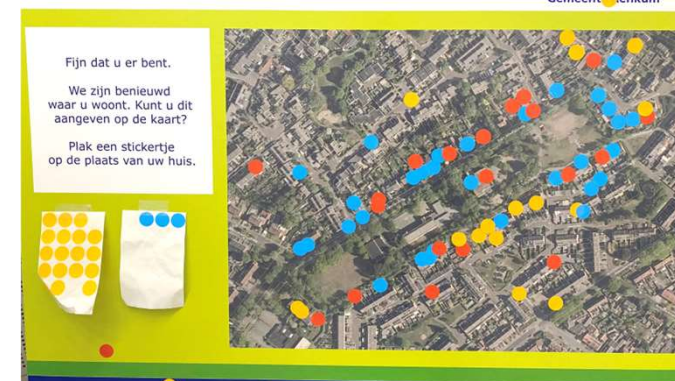 Fijn dat u er bent.
We zijn benieuwd
waar u woont. Kunt u dit
aangeven op de kaart?
Plak een stickertje
op de plaats van uw huis.